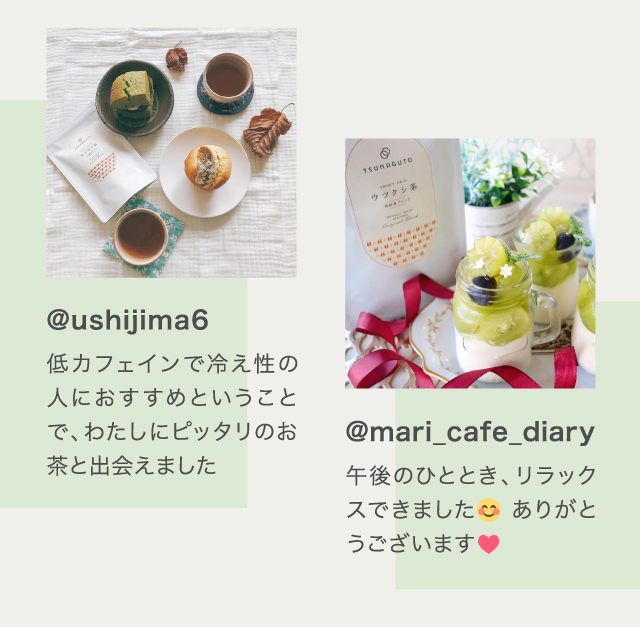 @ushijima6
低カフェインで冷え性の
人におすすめということ
で、わたしにピッタリのお
茶と出会えました
TSUNAGUTO
ウツクシ茶
Original Blend
@mari_cafe_diary
午後のひととき、リラック
スできました😊 ありがと
うございます❤️